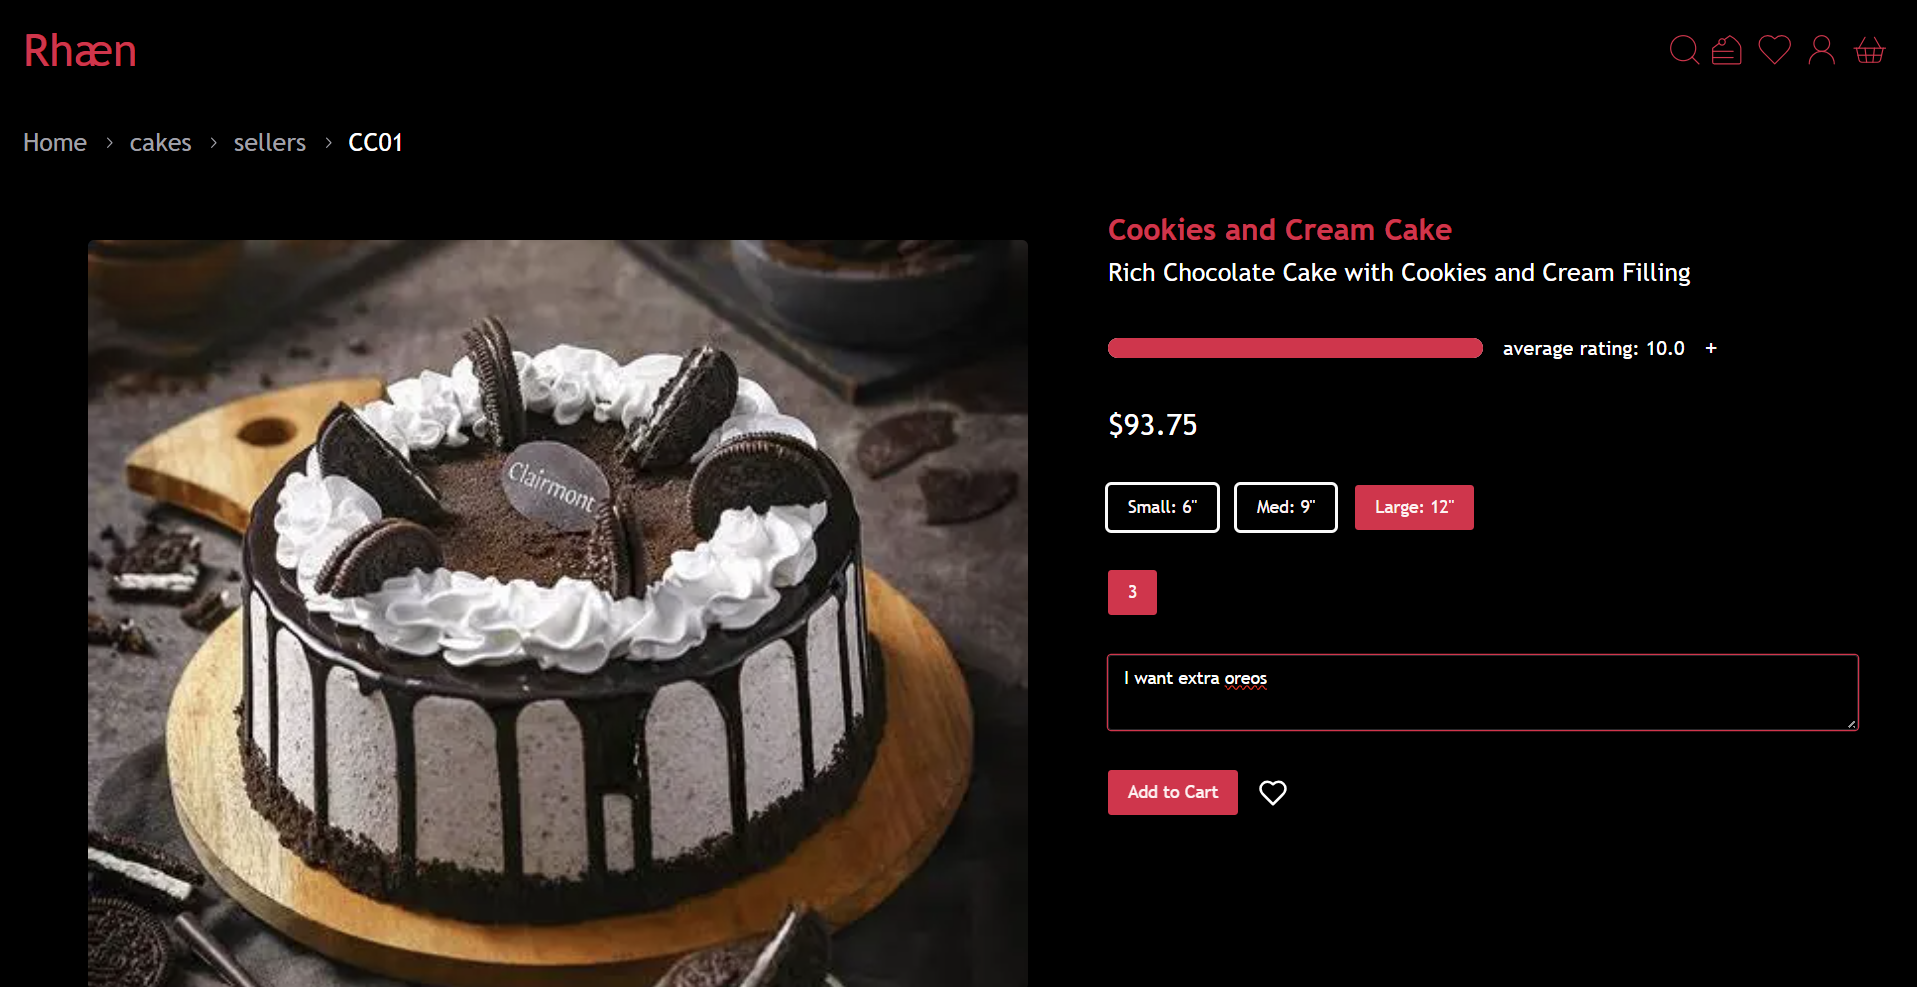 Rhæn
Home > cakes > sellers > CC01
Cookies and Cream Cake
Rich Chocolate Cake with Cookies and Cream Filling
average rating: 10.0 +
$93.75
Small: 6" Med: 9" Large: 12"
3
I want extra oreos
Add to Cart
Clairmont